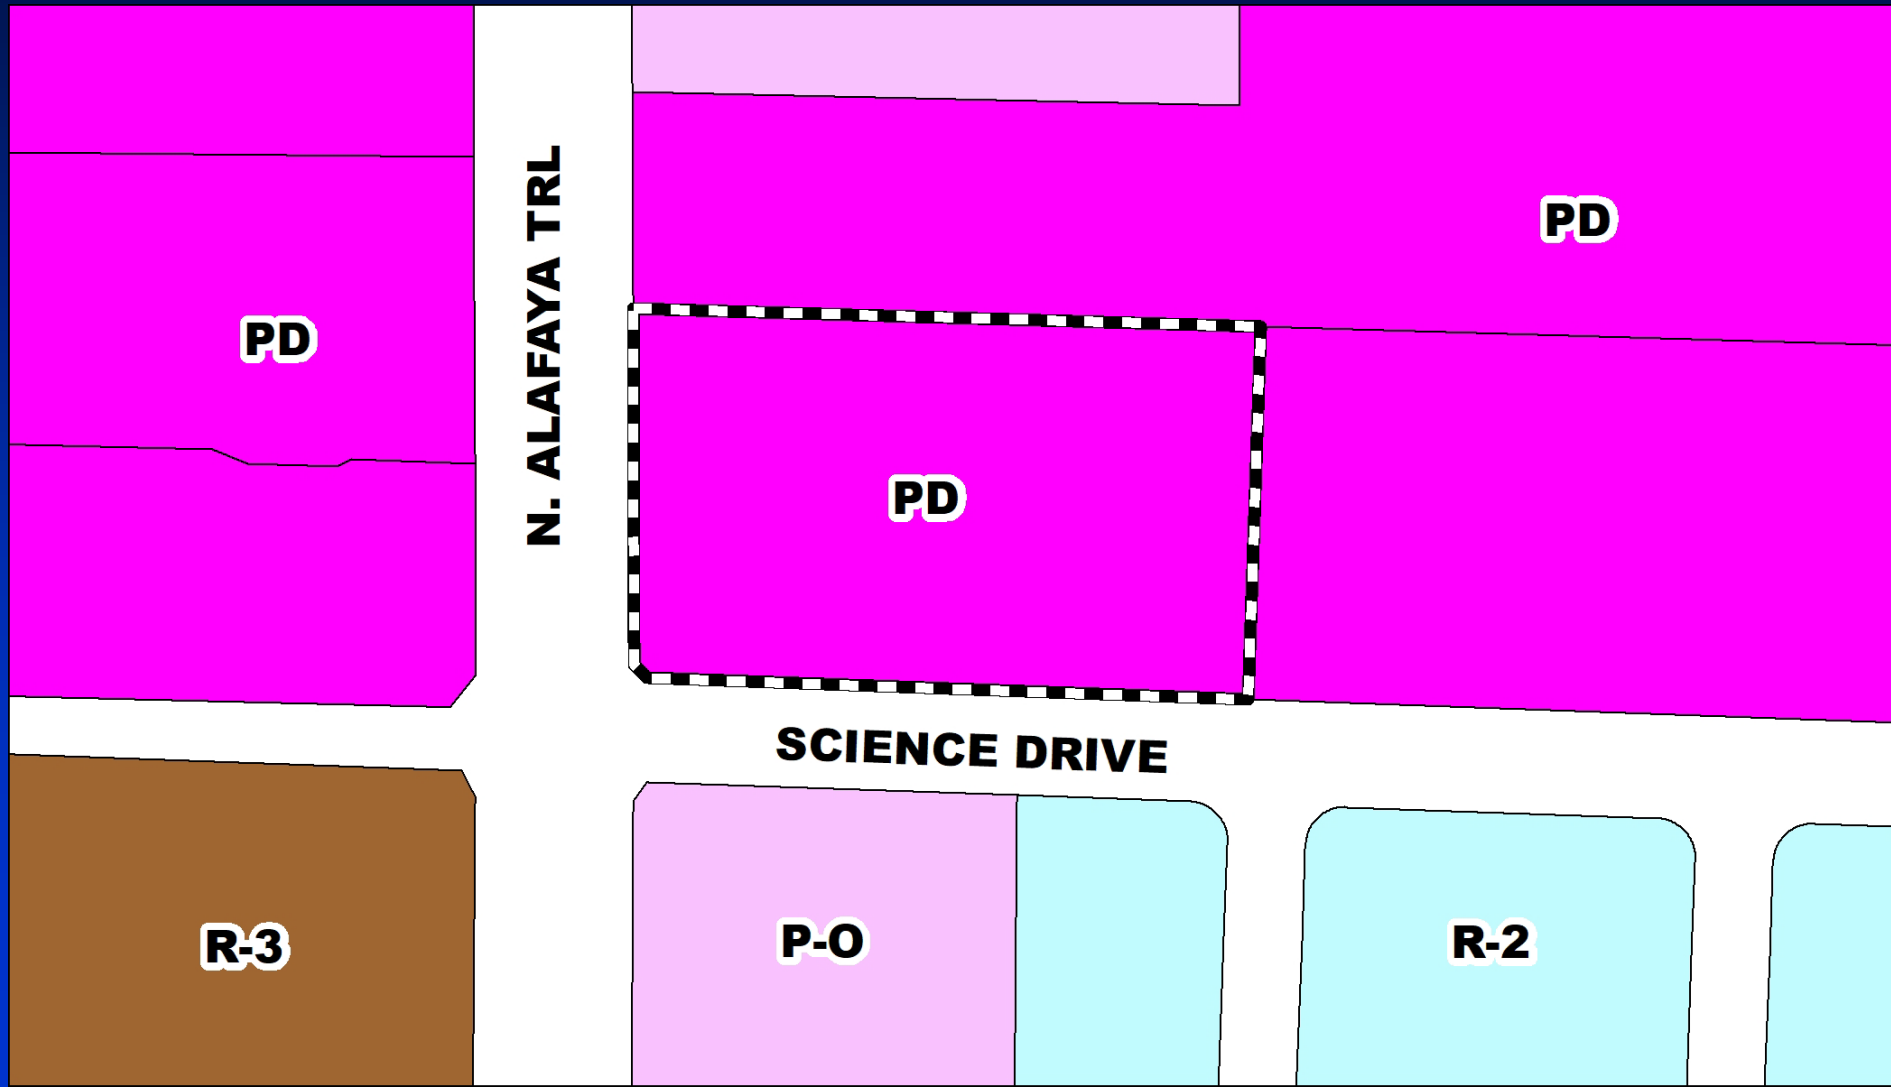 PD
N. ALAFAYA TRL
PD
PD
SCIENCE DRIVE
R-3
P-O
R-2